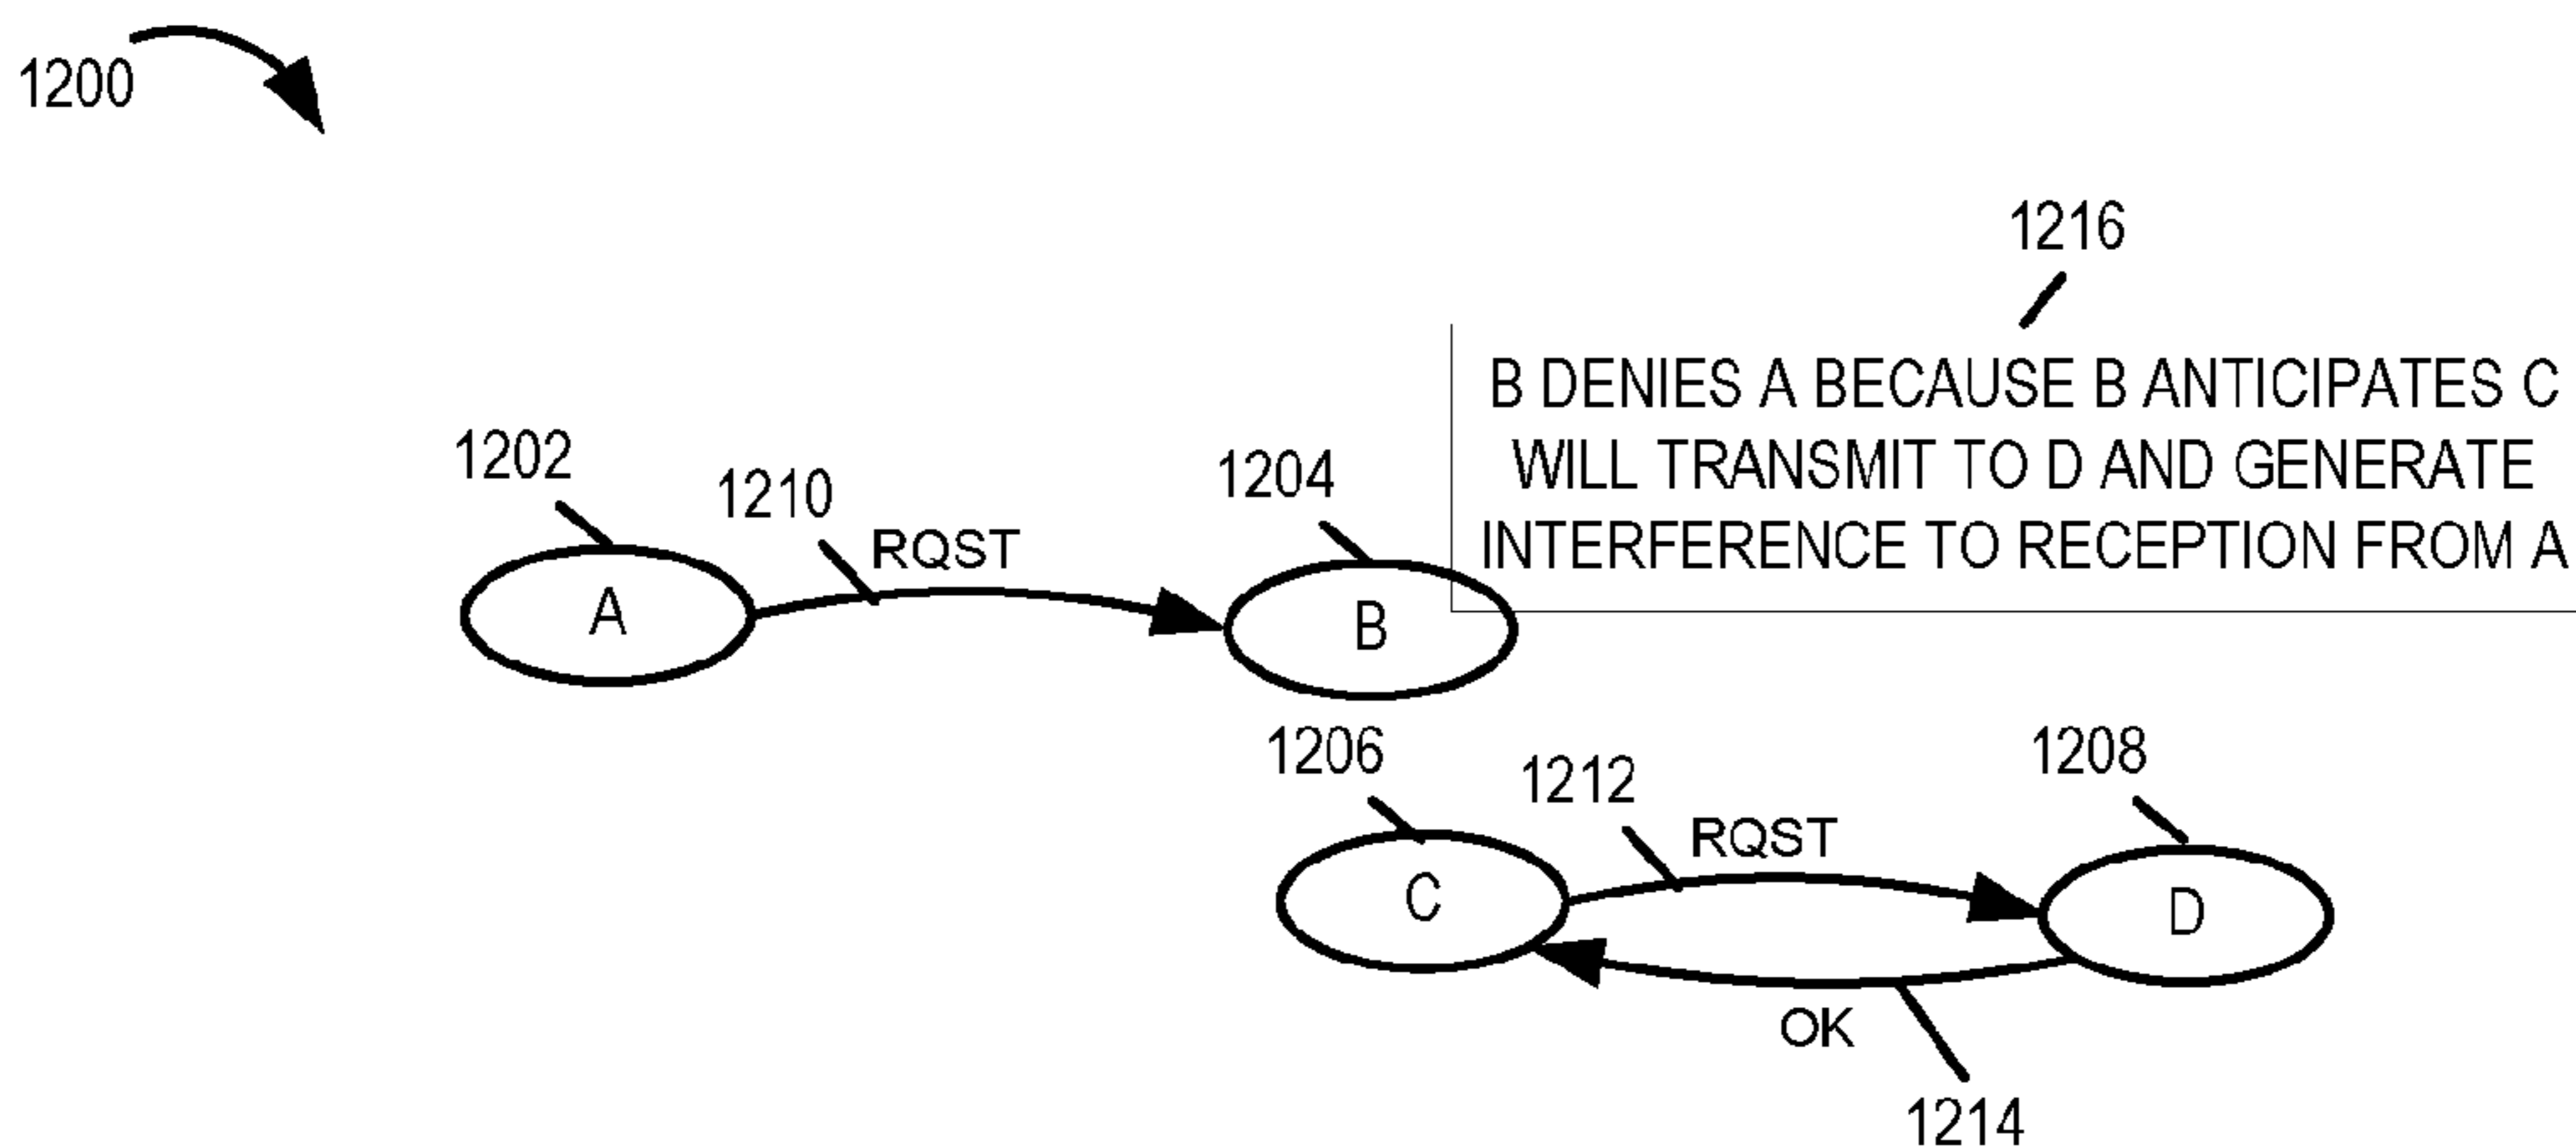 1200
1216
B DENIES A BECAUSE B ANTICIPATES C
WILL TRANSMIT TO D AND GENERATE
INTERFERENCE TO RECEPTION FROM A
1202
1210
RQST
1204
A
B
1206
1212
RQST
1208
C
D
OK
1214